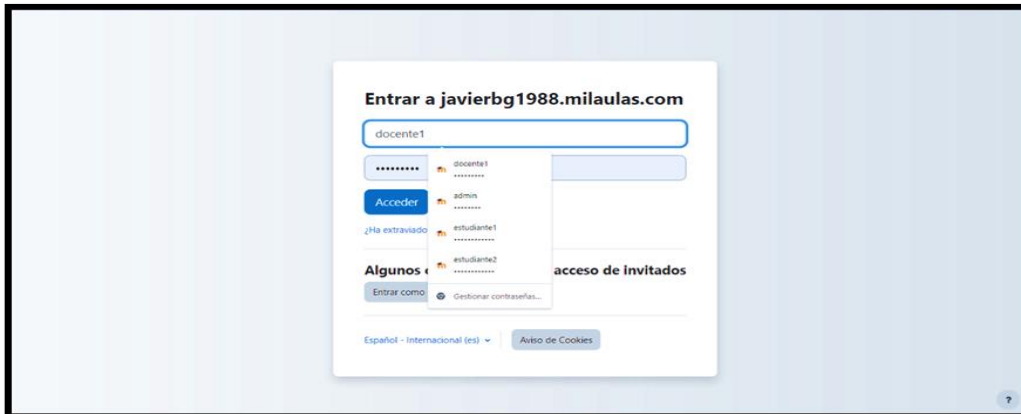 Entrar a javierbg1988.milaulas.com
docente1
•••••••••
docente1
•••••••••
admin
••••••••
estudiante1
••••••••••••
estudiante2
••••••••••••
Gestionar contraseñas...
Acceder
¿Ha extraviado
Algunos acceso de invitados
Entrar como
Español - Internacional (es)
Aviso de Cookies
?